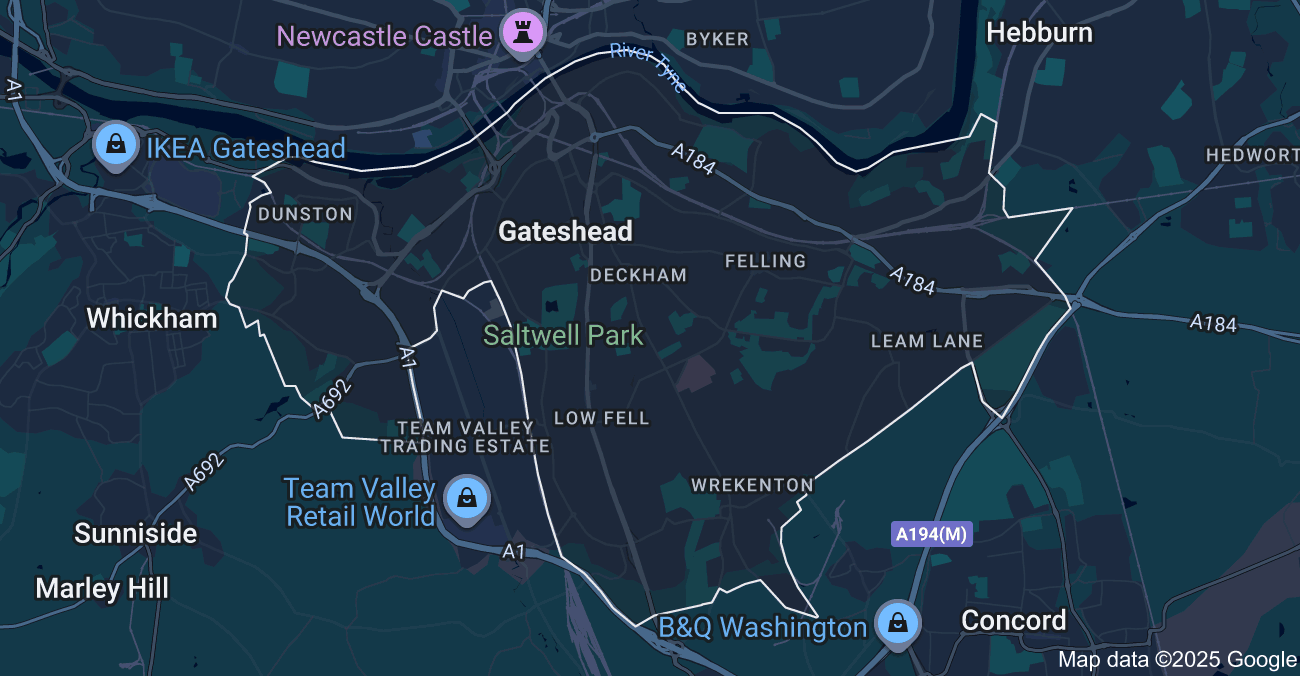 Newcastle Castle
BYKER
Hebburn
River Tyne
A1
IKEA Gateshead
A184
HEDWORT
DUNSTON
Gateshead
DECKHAM
FELLING
A184
Whickham
Saltwell Park
LEAM LANE
A184
A1
A692
TEAM VALLEY
TRADING ESTATE
LOW FELL
A692
Team Valley
Retail World
WREKENTON
Sunniside
A194(M)
A1
Marley Hill
B&Q Washington
Concord
Map data ©2025 Google